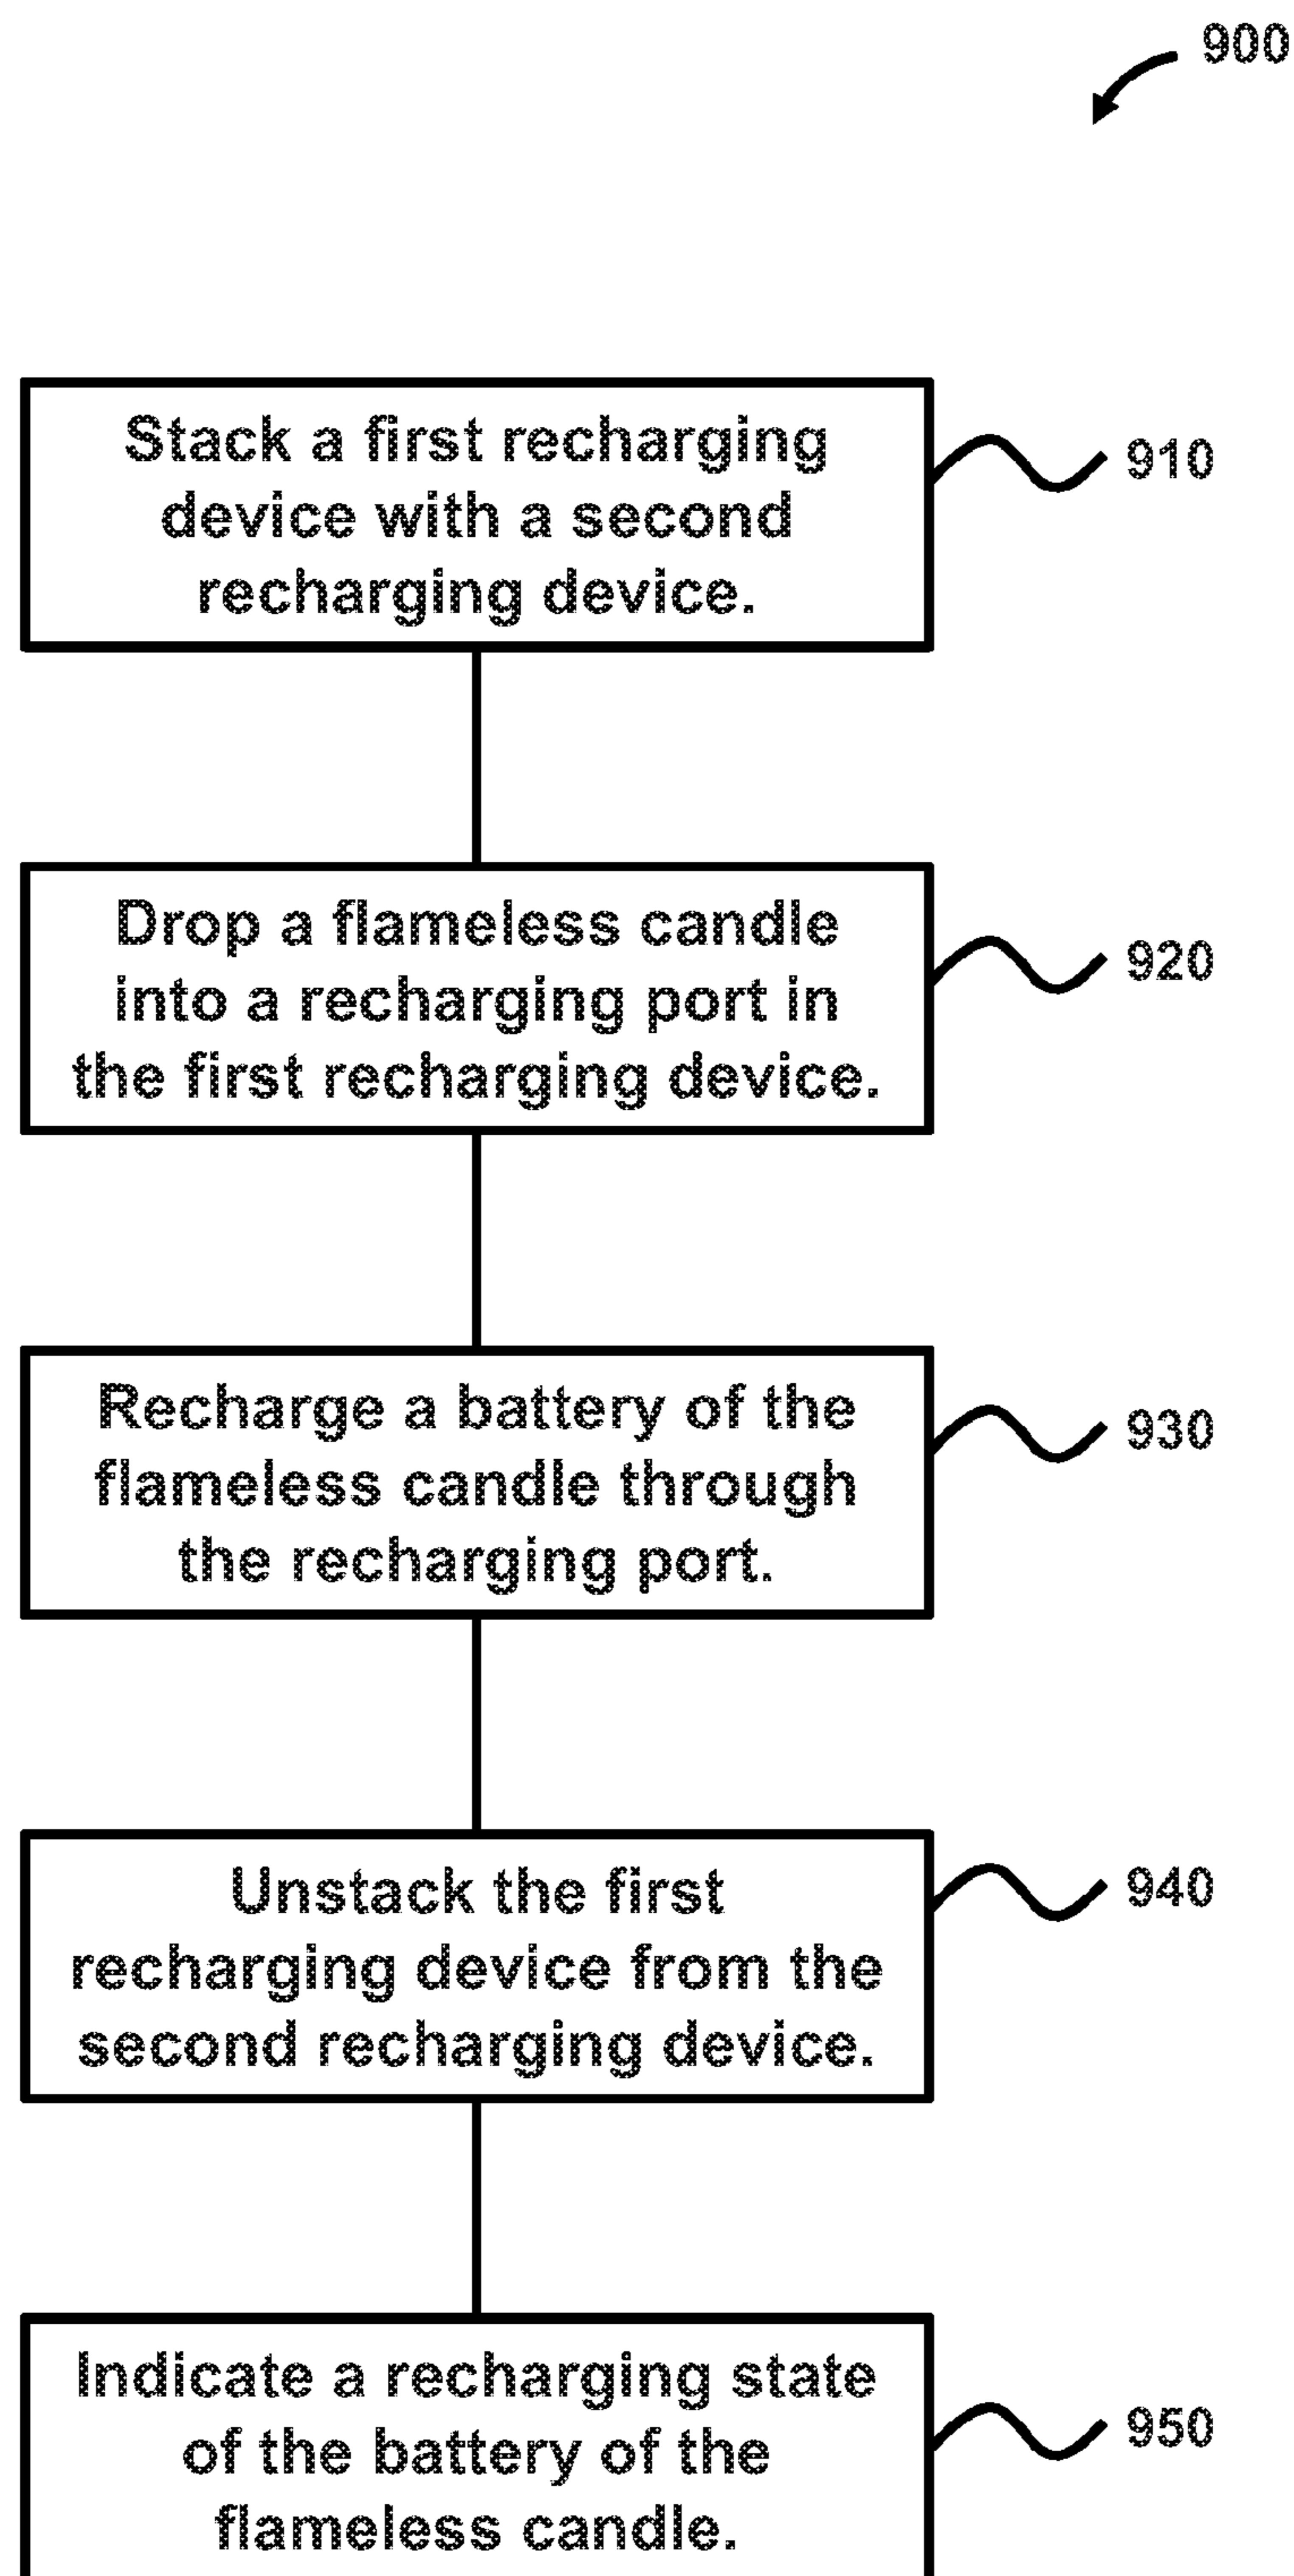 900
Stack a first recharging
device with a second
recharging device.
910
Drop a flameless candle
into a recharging port in
the first recharging device.
920
Recharge a battery of the
flameless candle through
the recharging port.
930
Unstack the first
recharging device from the
second recharging device.
940
Indicate a recharging state
of the battery of the
flameless candle.
950